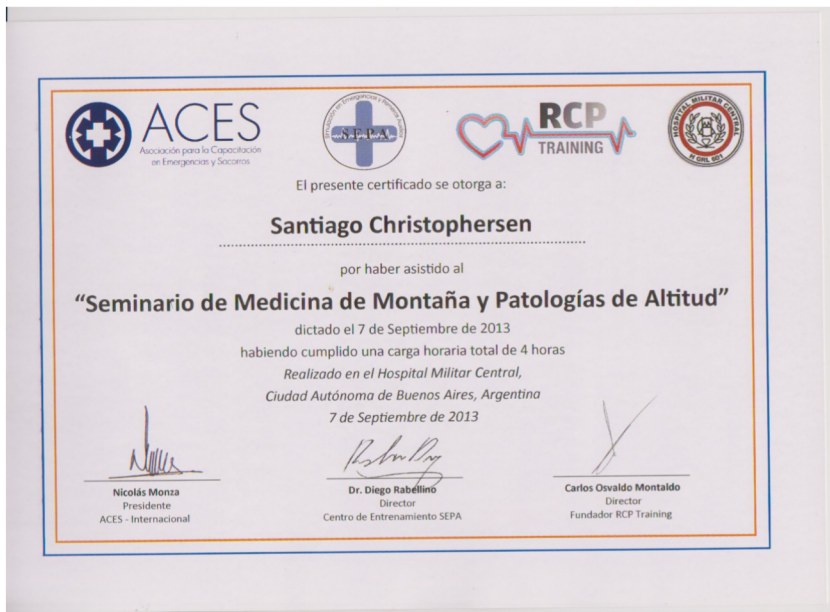 ACES
Asociación para la Capacitación
en Emergencias y Socorros
SEPA
RCP
TRAINING
HOSPITAL MILITAR CENTRAL
H GRL 601
El presente certificado se otorga a:
Santiago Christophersen
por haber asistido al
“Seminario de Medicina de Montaña y Patologías de Altitud”
dictado el 7 de Septiembre de 2013
habiendo cumplido una carga horaria total de 4 horas
Realizado en el Hospital Militar Central,
Ciudad Autónoma de Buenos Aires, Argentina
7 de Septiembre de 2013
Nicolás Monza
Presidente
ACES - Internacional
Dr. Diego Rabellino
Director
Centro de Entrenamiento SEPA
Carlos Osvaldo Montaldo
Director
Fundador RCP Training